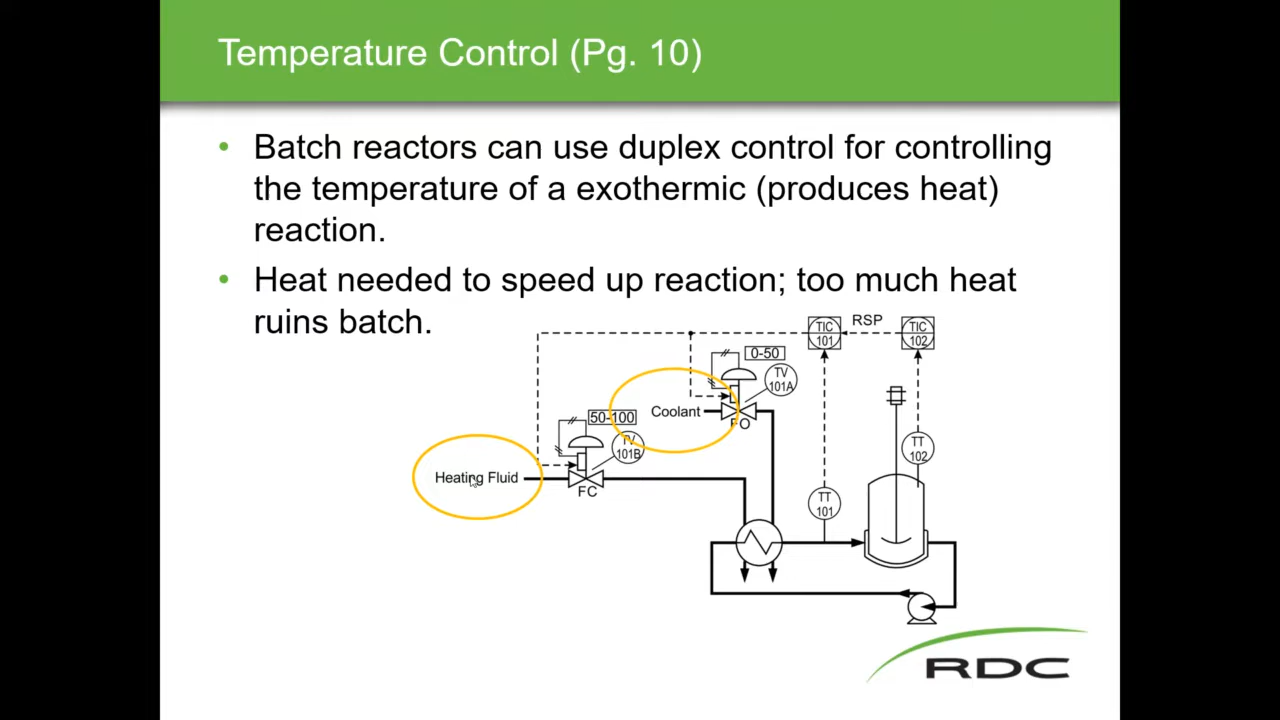 Temperature Control (Pg. 10)
• Batch reactors can use duplex control for controlling
the temperature of a exothermic (produces heat)
reaction.
• Heat needed to speed up reaction; too much heat
ruins batch.
TIC
101
RSP
TIC
102
0-50
TV
101A
Coolant
FO
50-100
TV
101B
Heating Fluid
FC
TT
102
TT
101
RDC